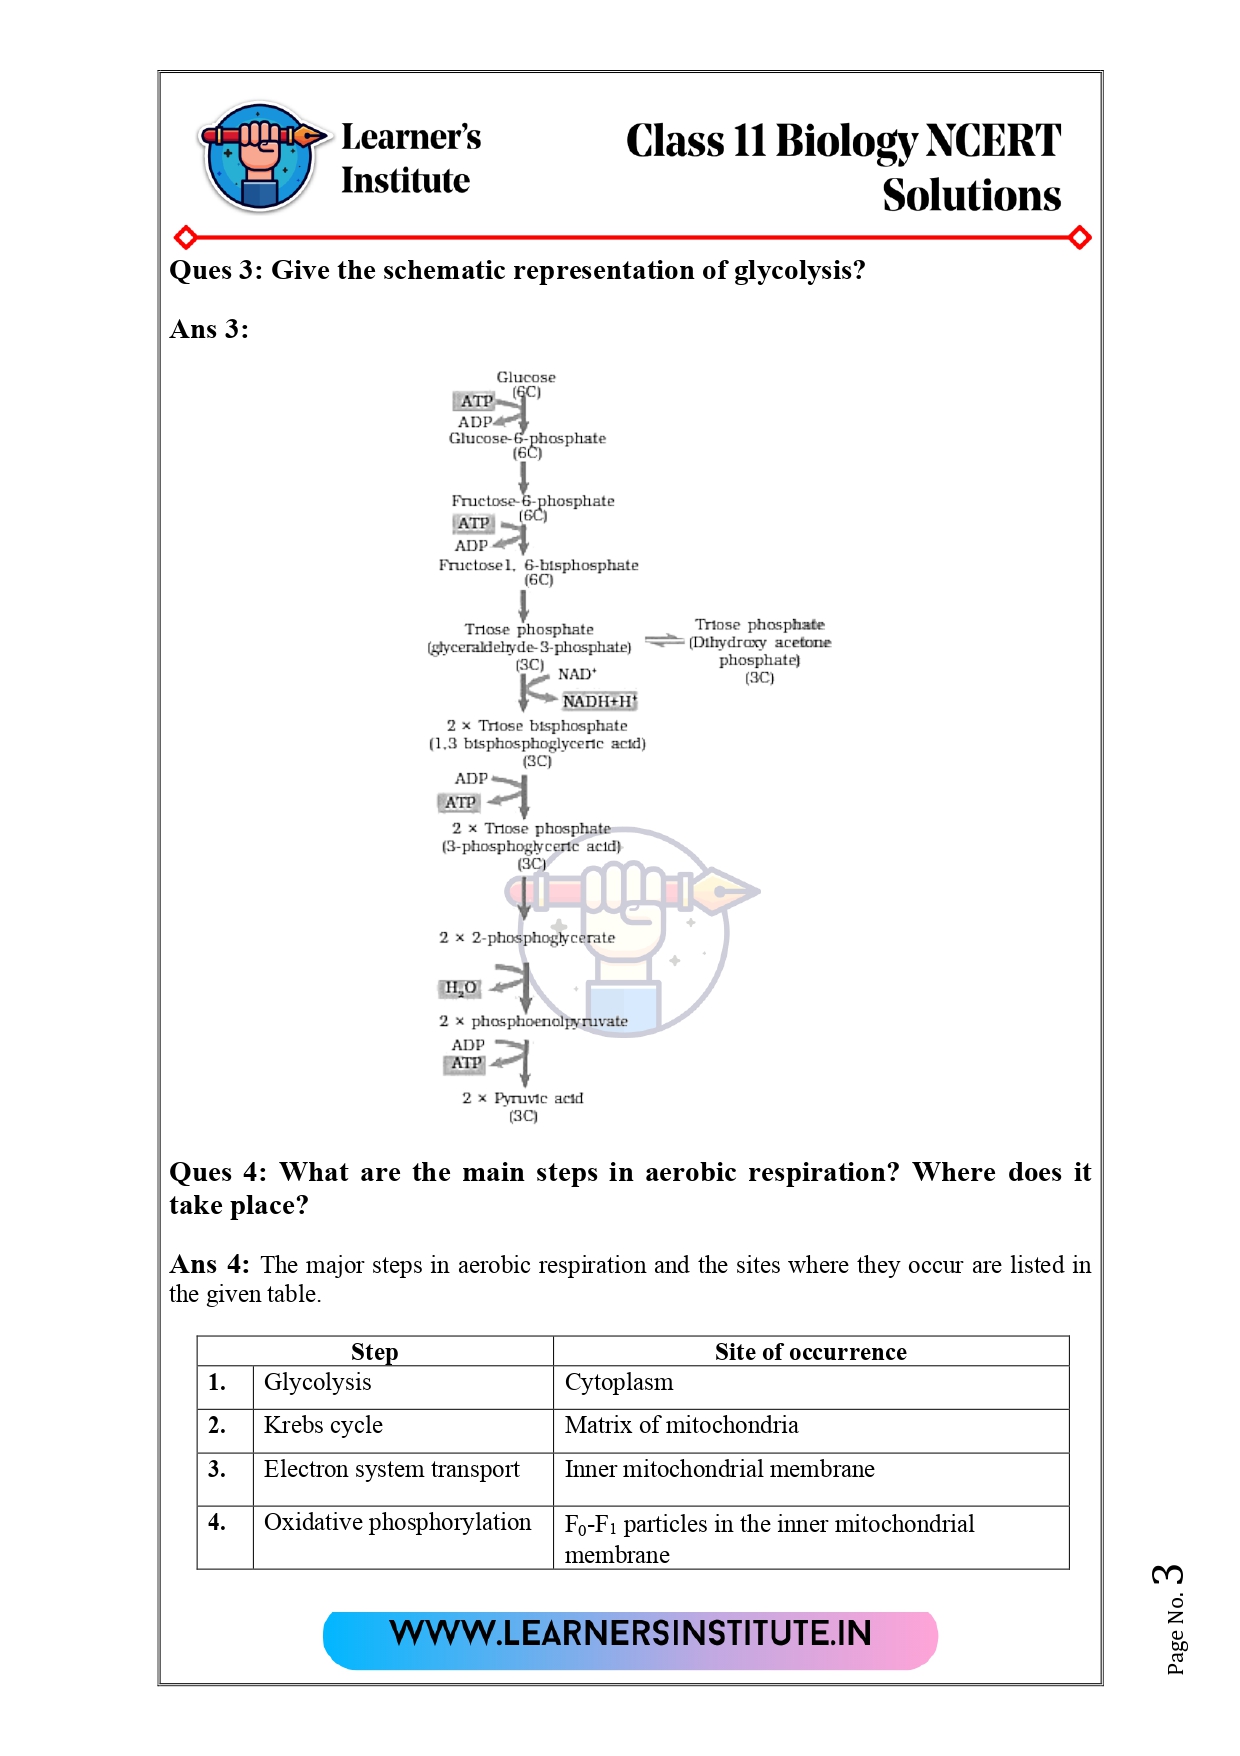 Learner's
Institute
Class 11 Biology NCERT
Solutions
Ques 3: Give the schematic representation of glycolysis?
Ans 3:
Glucose
(6C)
ATP
ADP
Glucose-6-phosphate
(6C)
Fructose-6-phosphate
(6C)
ATP
ADP
Fructose1, 6-bisphosphate
(6C)
Triose phosphate
(glyceraldehyde-3-phosphate)
(3C)
Triose phosphate
(Dihydroxy acetone
phosphate)
(3C)
NAD⁺
NADH+H⁺
2 × Triose bisphosphate
(1,3 bisphosphoglyceric acid)
(3C)
ADP
ATP
2 × Triose phosphate
(3-phosphoglyceric acid)
(3C)
2 × 2-phosphoglycerate
H₂O
2 × phosphoenolpyruvate
ADP
ATP
2 × Pyruvic acid
(3C)
Ques 4: What are the main steps in aerobic respiration? Where does it
take place?
Ans 4: The major steps in aerobic respiration and the sites where they occur are listed in
the given table.
Step Site of occurrence
1. Glycolysis Cytoplasm
2. Krebs cycle Matrix of mitochondria
3. Electron system transport Inner mitochondrial membrane
4. Oxidative phosphorylation F₀-F₁ particles in the inner mitochondrial
membrane
WWW.LEARNERSINSTITUTE.IN
Page No. 3